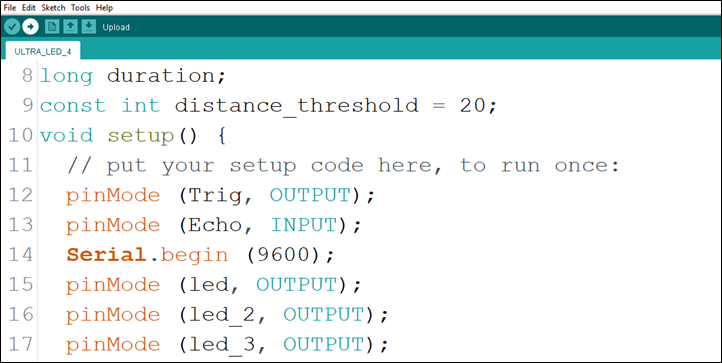 File Edit Sketch Tools Help
Upload
ULTRA_LED_4
8 long duration;
9 const int distance_threshold = 20;
10 void setup() {
11 // put your setup code here, to run once:
12 pinMode (Trig, OUTPUT);
13 pinMode (Echo, INPUT);
14 Serial.begin (9600);
15 pinMode (led, OUTPUT);
16 pinMode (led_2, OUTPUT);
17 pinMode (led_3, OUTPUT);